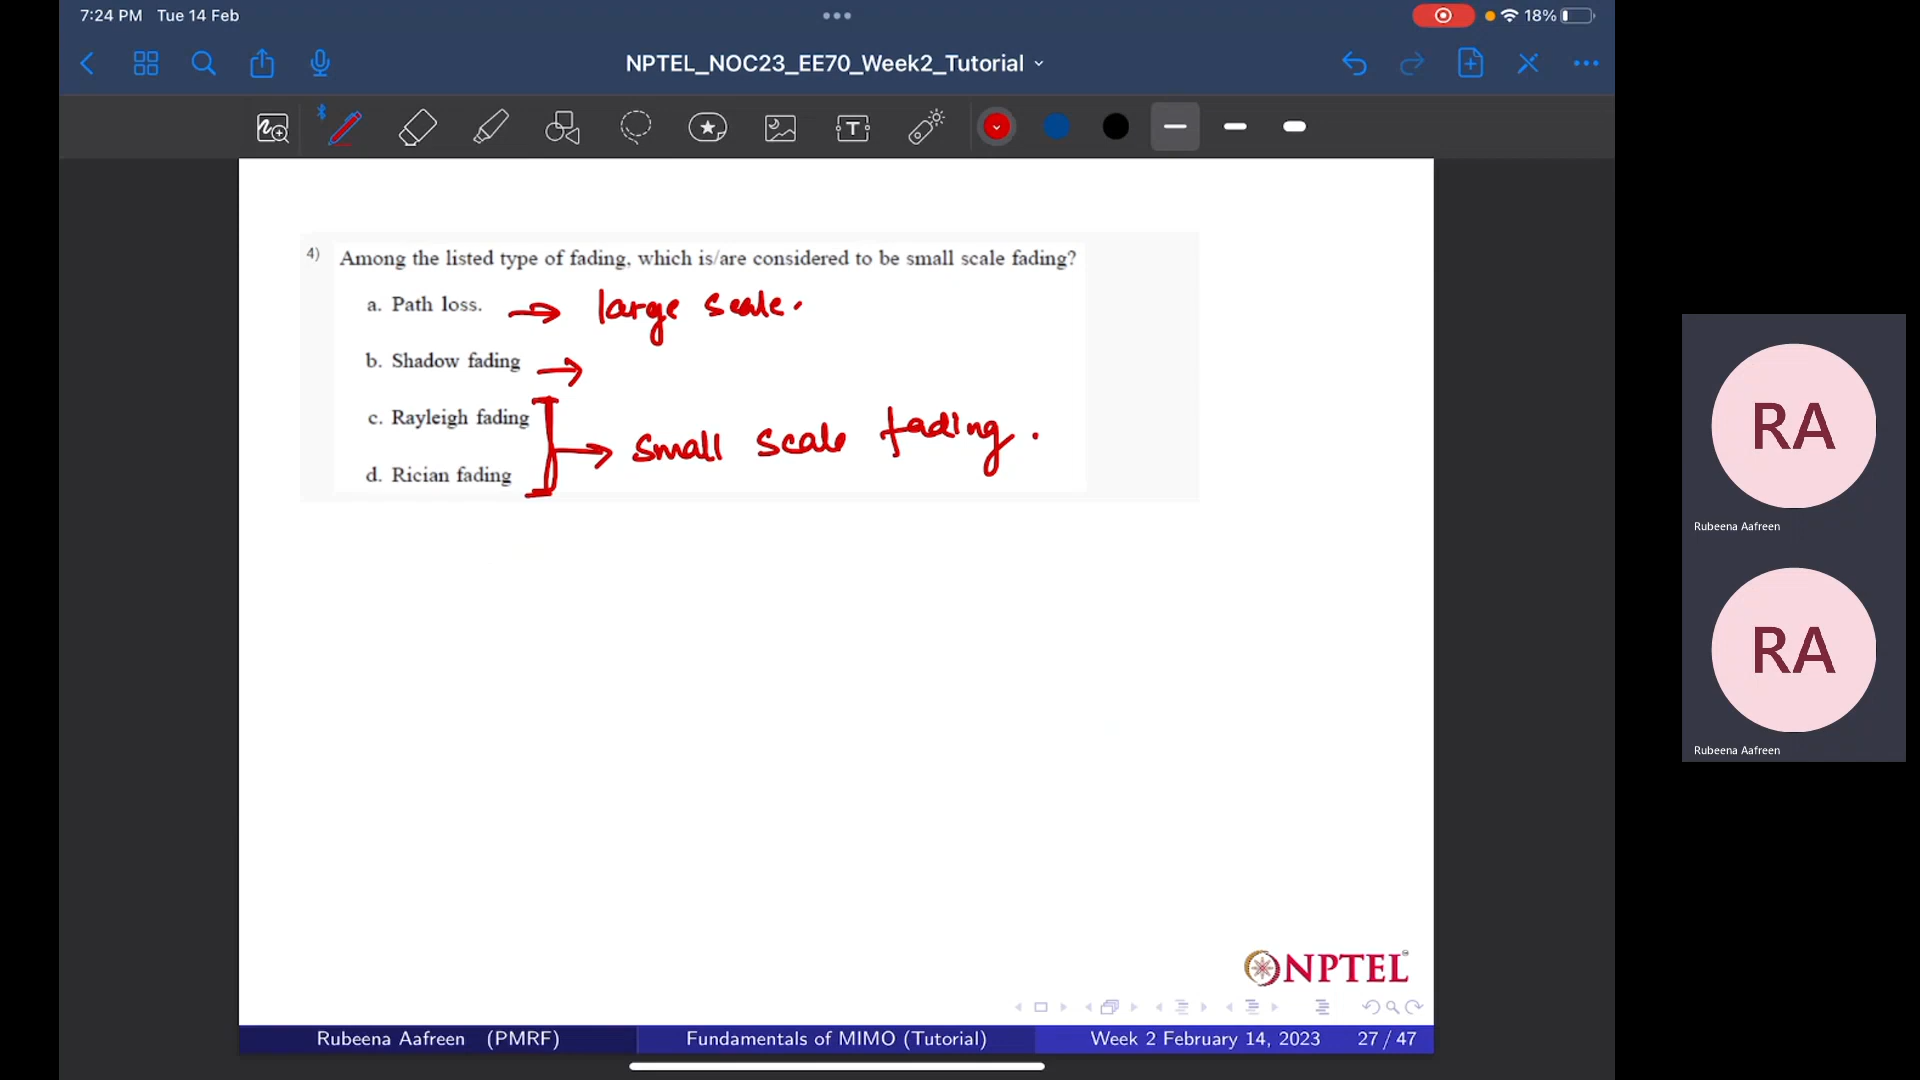 7:24 PM Tue 14 Feb
18%
NPTEL_NOC23_EE70_Week2_Tutorial
T
4) Among the listed type of fading, which is/are considered to be small scale fading?
a. Path loss. → large scale.
b. Shadow fading →
c. Rayleigh fading
→ small scale fading.
d. Rician fading
RA
Rubeena Aafreen
RA
Rubeena Aafreen
NPTEL
Rubeena Aafreen (PMRF) Fundamentals of MIMO (Tutorial) Week 2 February 14, 2023 27 / 47